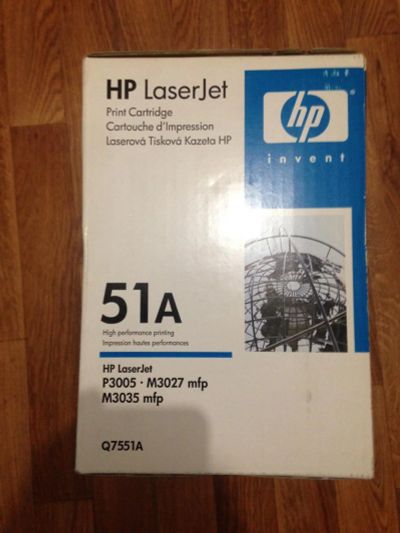 HP LaserJet
Print Cartridge
Cartouche d'Impression
Laserová Tisková Kazeta HP
hp
invent
51A
High performance printing
Impression hautes performances
HP LaserJet
P3005 · M3027 mfp
M3035 mfp
Q7551A